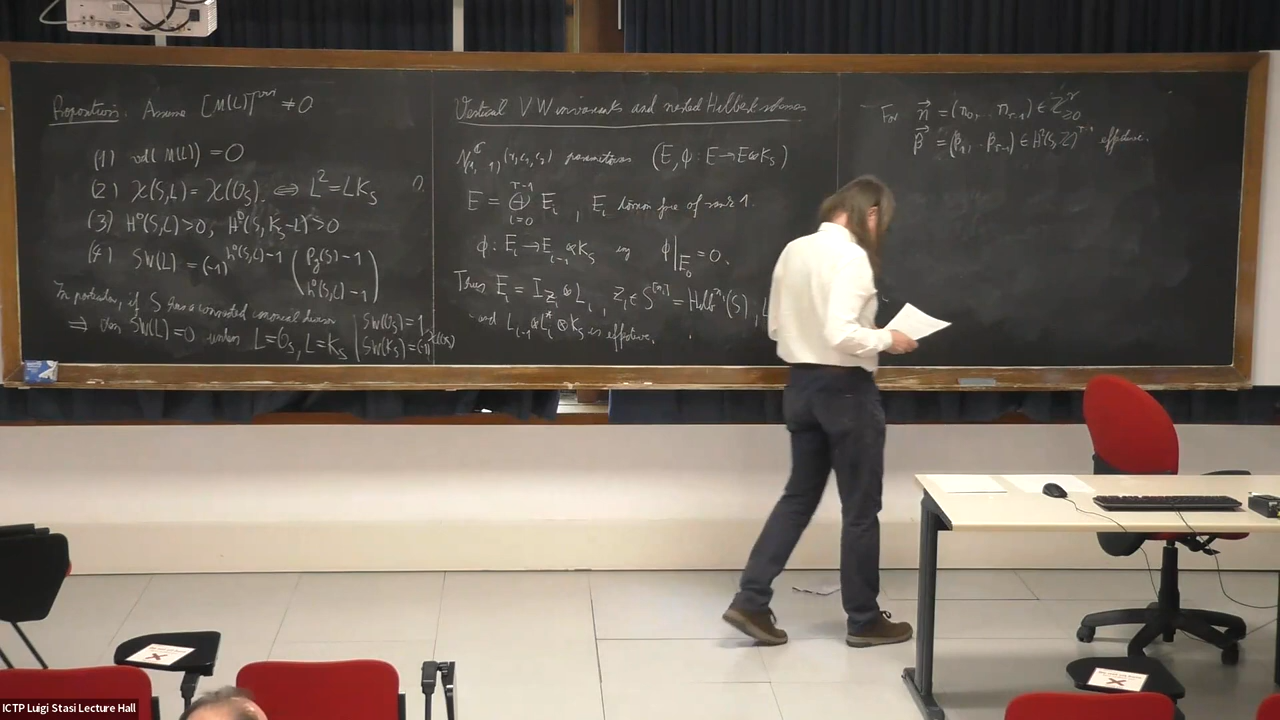 Proposition. Assume [M(L)]^vir ≠ 0
(1) vd(M(L)) = 0
(2) χ(S,L) = χ(O_S). ⇔ L² = LK_S
(3) H⁰(S,L) > 0, H⁰(S,K_S-L) > 0
(4) SW(L) = (-1)^{h⁰(S,L)-1} (p_g(S)-1 / h⁰(S,L)-1)
In particular, if S has a connected canonical divisor
⇒ SW(L) = 0 unless L = O_S, L = K_S
SW(O_S) = 1
SW(K_S) = (-1)^{χ(O_S)}
Vertical VW invariants and nested Hilbert schemes
parametrizes (E, φ: E → E⊗K_S)
E = ⊕_{i=0}^{r-1} E_i, E_i torsion free of rank 1.
φ: E_i → E_{i-1}⊗K_S φ|_{E_0} = 0.
Thus E_i = I_{Z_i}⊗L_i, Z_i ∈ S^{[n_i]} = Hilb^{n_i}(S),
and L_{i-1}⊗L_i^*⊗K_S is effective.
For n⃗ = (n_0, .. n_{r-1}) ∈ Z^r_{≥0}
β⃗ = (β_1, .. β_{r-1}) ∈ H²(S,Z)^{r-1} effective.
ICTP Luigi Stasi Lecture Hall